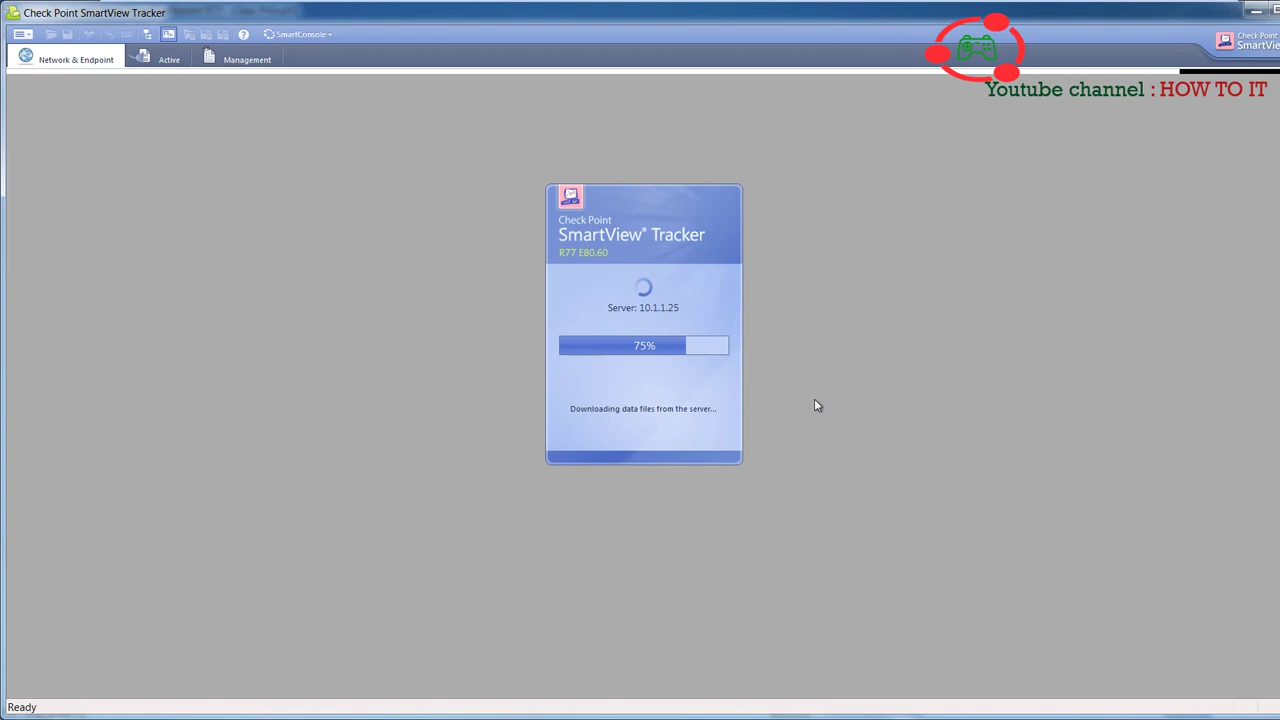 Check Point SmartView Tracker
SmartConsole
Check Point
SmartVie
Network & Endpoint
Active
Management
Youtube channel : HOW TO IT
Check Point
SmartView® Tracker
R77 E80.60
Server: 10.1.1.25
75%
Downloading data files from the server...
Ready